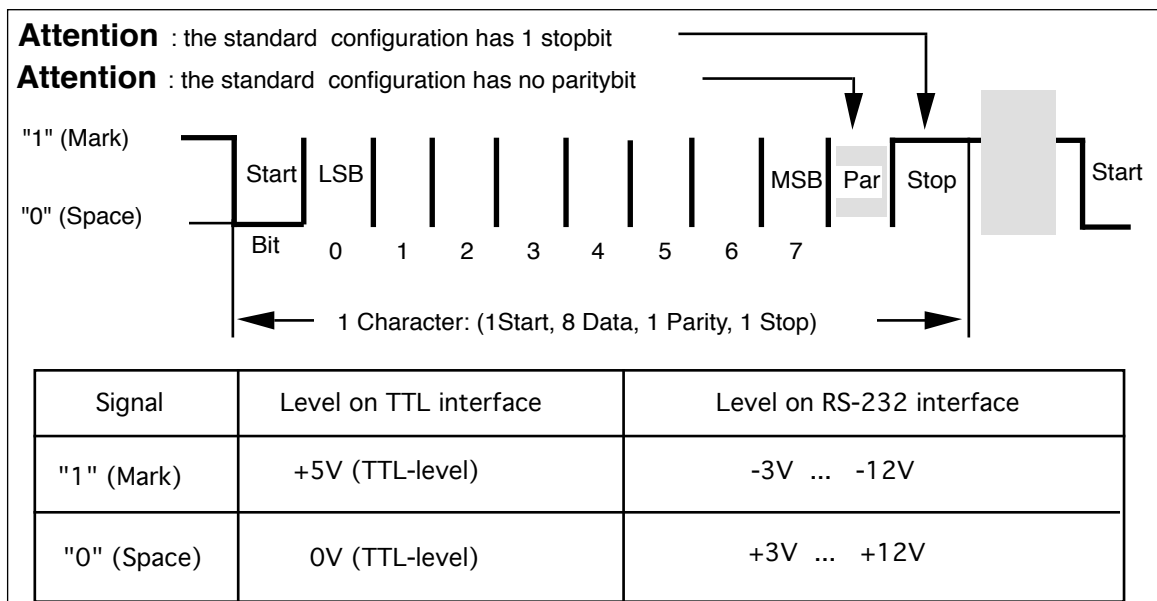 Attention : the standard configuration has 1 stopbit
Attention : the standard configuration has no paritybit
"1" (Mark)
Start LSB MSB Par Stop Start
"0" (Space)
Bit 0 1 2 3 4 5 6 7
1 Character: (1Start, 8 Data, 1 Parity, 1 Stop)
Signal Level on TTL interface Level on RS-232 interface
"1" (Mark) +5V (TTL-level) -3V ... -12V
"0" (Space) 0V (TTL-level) +3V ... +12V